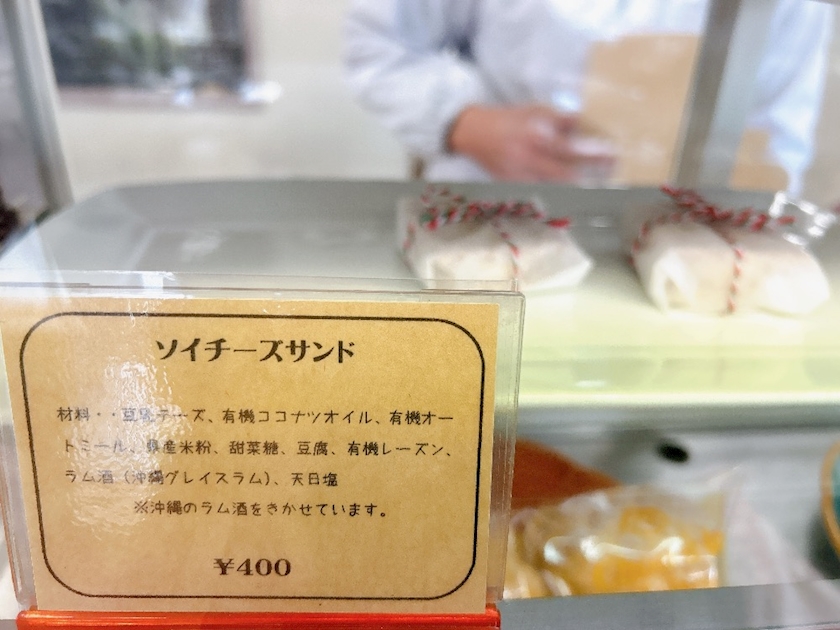 ソイチーズサンド
材料・・豆乳チーズ、有機ココナツオイル、有機オー
トミール、県産米粉、甜菜糖、豆腐、有機レーズン、
ラム酒（沖縄グレイスラム）、天日塩
※沖縄のラム酒をきかせています。
¥400